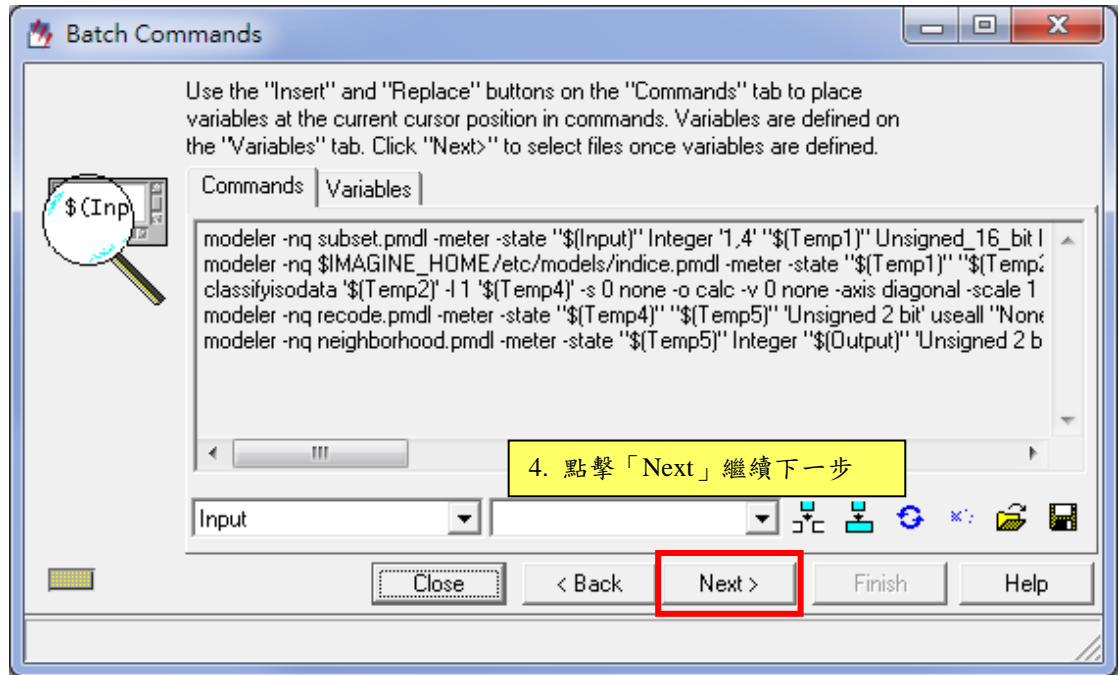 Batch Commands
Use the "Insert" and "Replace" buttons on the "Commands" tab to place
variables at the current cursor position in commands. Variables are defined on
the "Variables" tab. Click "Next>" to select files once variables are defined.
Commands Variables
$(Inp
modeler -nq subset.pmdl -meter -state "$(Input)" Integer '1,4' "$(Temp1)" Unsigned_16_bit I
modeler -nq $IMAGINE_HOME/etc/models/indice.pmdl -meter -state "$(Temp1)" "$(Temp2
classifyisodata '$(Temp2)' -l 1 '$(Temp4)' -s 0 none -o calc -v 0 none -axis diagonal -scale 1
modeler -nq recode.pmdl -meter -state "$(Temp4)" "$(Temp5)" 'Unsigned 2 bit' useall "None
modeler -nq neighborhood.pmdl -meter -state "$(Temp5)" Integer "$(Output)" 'Unsigned 2 b
4. 點擊「Next」繼續下一步
Input
Close < Back Next > Finish Help